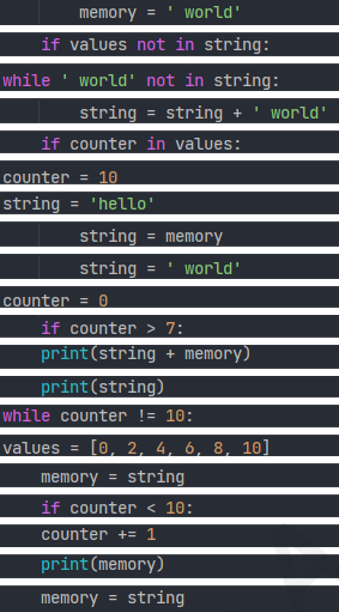 memory = ' world'
    if values not in string:
while ' world' not in string:
        string = string + ' world'
    if counter in values:
counter = 10
string = 'hello'
        string = memory
        string = ' world'
counter = 0
    if counter > 7:
    print(string + memory)
    print(string)
while counter != 10:
values = [0, 2, 4, 6, 8, 10]
    memory = string
    if counter < 10:
    counter += 1
    print(memory)
    memory = string